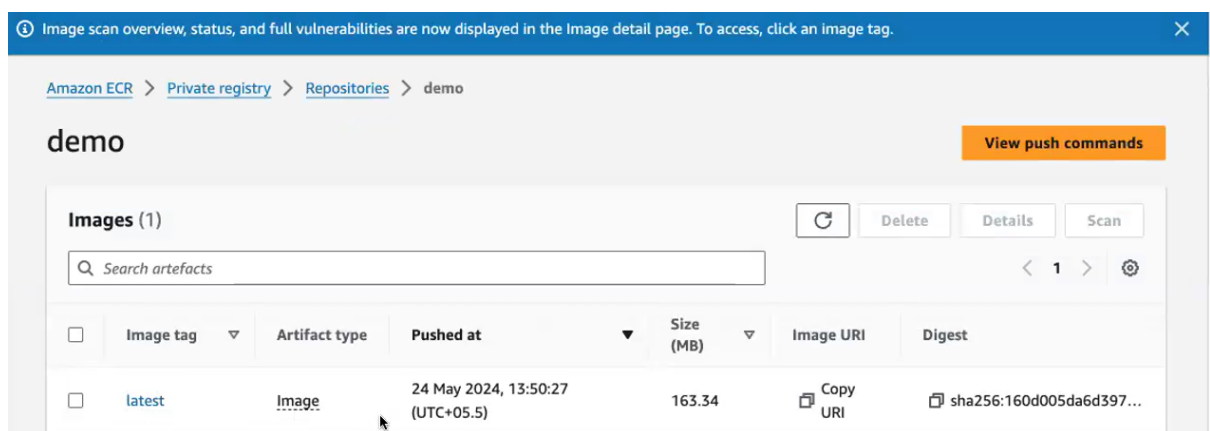 Image scan overview, status, and full vulnerabilities are now displayed in the Image detail page. To access, click an image tag.
Amazon ECR > Private registry > Repositories > demo
demo
View push commands
Images (1)
Delete
Details
Scan
Search artefacts
1
Image tag
Artifact type
Pushed at
Size
(MB)
Image URI
Digest
latest
Image
24 May 2024, 13:50:27
(UTC+05.5)
163.34
Copy
URI
sha256:160d005da6d397...